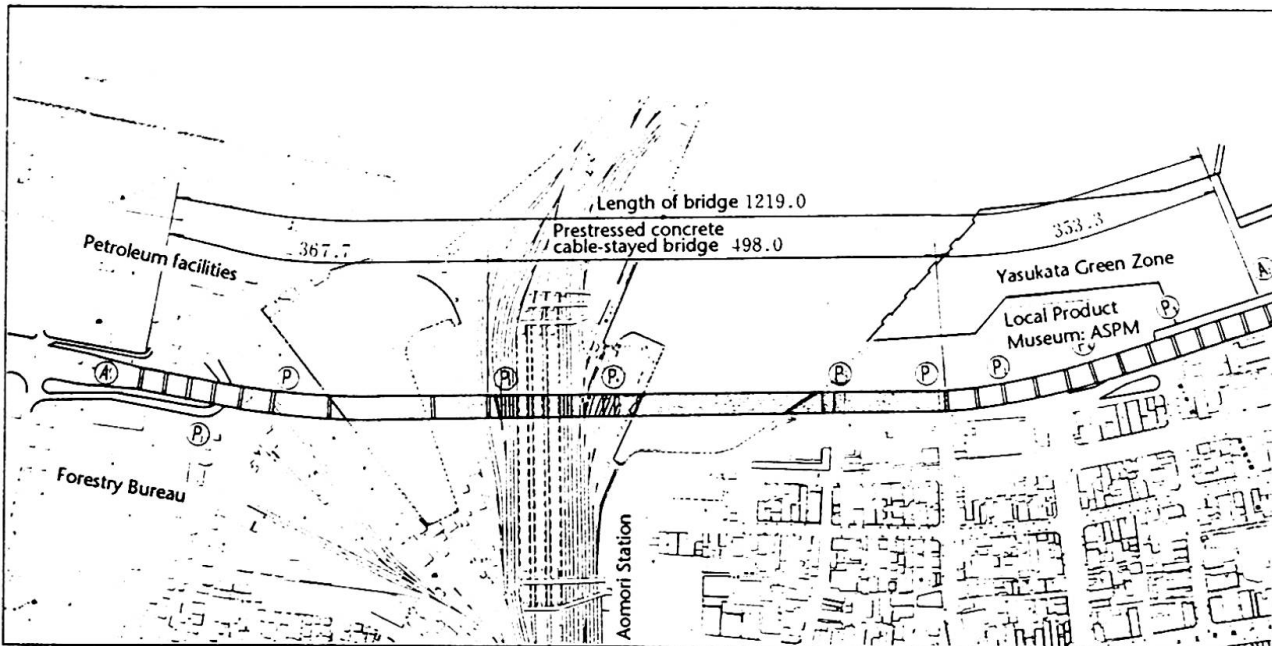 Length of bridge 1219.0
Prestressed concrete
cable-stayed bridge 498.0
367.7
353.3
Petroleum facilities
Yasukata Green Zone
Local Product
Museum: ASPM
Forestry Bureau
Aomori Station